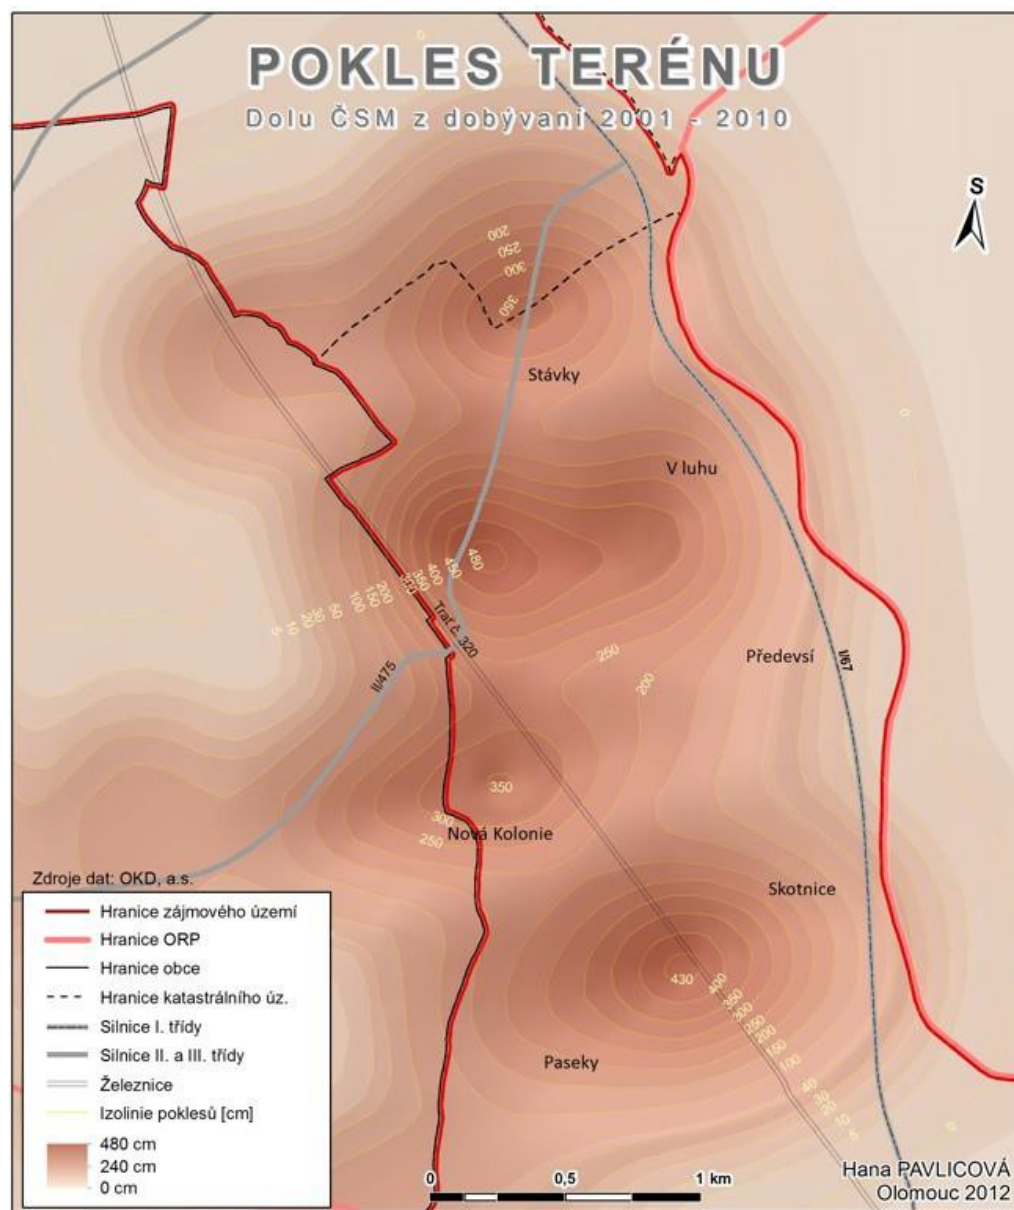 POKLES TERÉNU
Dolu ČSM z dobývaní 2001 - 2010
0
S
200
250
300
350
Stávky
0
V luhu
480
450
400
350
300
200
150
100
50
30
20
10
5
Trať č. 320
II/475
250
200
Předevsí
I/67
350
300
250
Nová Kolonie
Skotnice
430
400
350
300
250
200
150
100
Paseky
40
30
20
10
5
0
Zdroje dat: OKD, a.s.
Hranice zájmového území
Hranice ORP
Hranice obce
Hranice katastrálního úz.
Silnice I. třídy
Silnice II. a III. třídy
Železnice
Izolinie poklesů [cm]
480 cm
240 cm
0 cm
0 0,5 1 km
Hana PAVLICOVÁ
Olomouc 2012